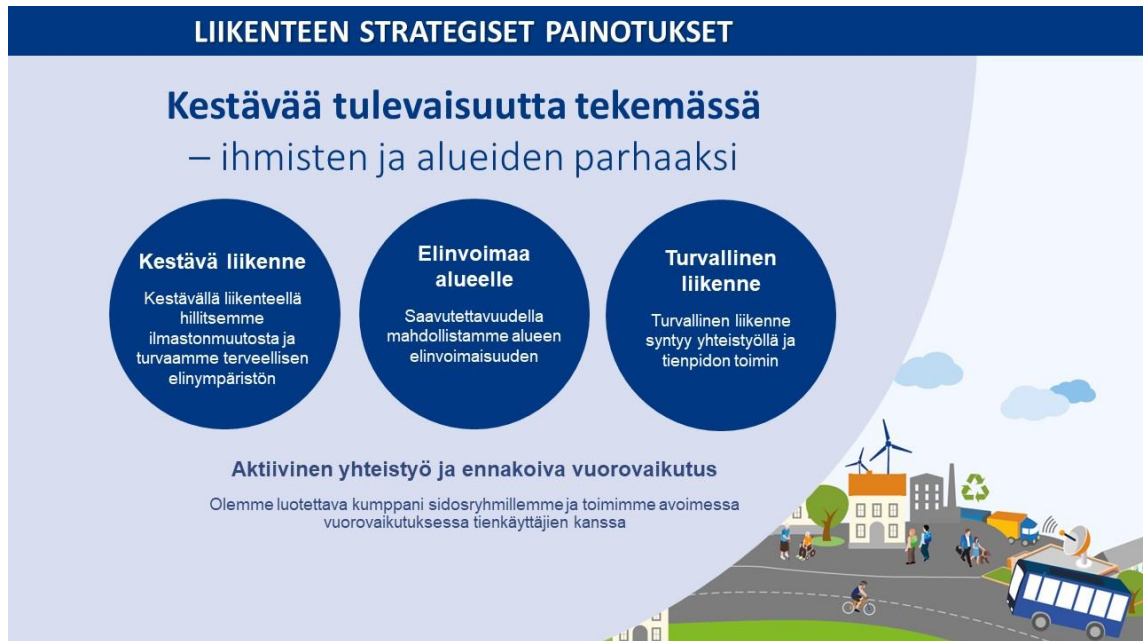 LIIKENTEEN STRATEGISET PAINOTUKSET
Kestävää tulevaisuutta tekemässä
– ihmisten ja alueiden parhaaksi
Kestävä liikenne
Kestävällä liikenteellä
hillitsemme
ilmastonmuutosta ja
turvaamme terveellisen
elinympäristön
Elinvoimaa
alueelle
Saavutettavuudella
mahdollistamme alueen
elinvoimaisuuden
Turvallinen
liikenne
Turvallinen liikenne
syntyy yhteistyöllä ja
tienpidon toimin
Aktiivinen yhteistyö ja ennakoiva vuorovaikutus
Olemme luotettava kumppani sidosryhmillemme ja toimimme avoimessa
vuorovaikutuksessa tienkäyttäjien kanssa